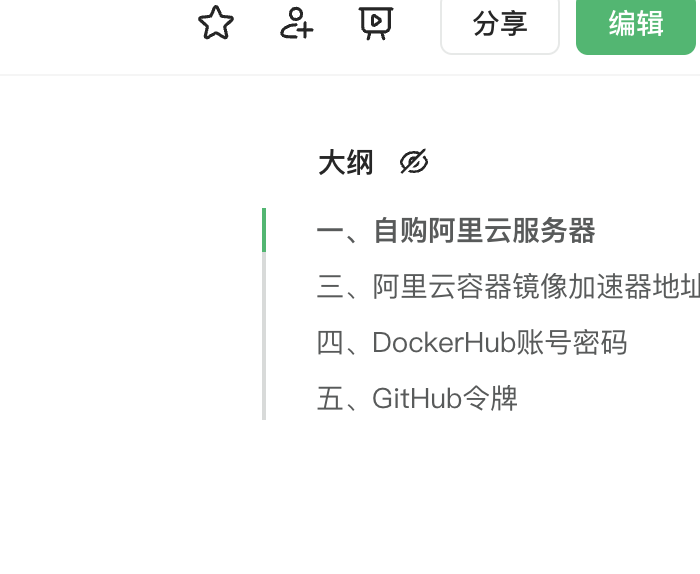 分享
编辑
大纲
一、自购阿里云服务器
三、阿里云容器镜像加速器地址
四、DockerHub账号密码
五、GitHub令牌